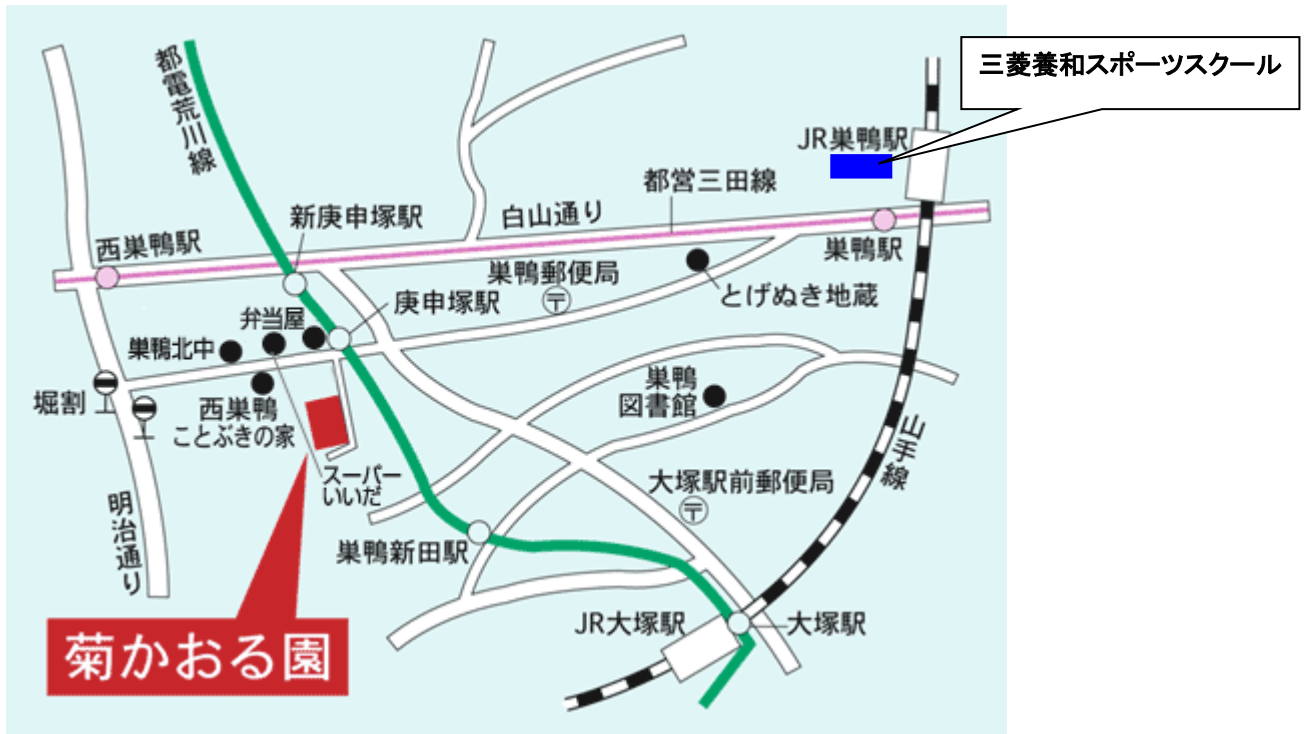 三菱養和スポーツスクール
都電荒川線
JR巣鴨駅
都営三田線
白山通り
新庚申塚駅
西巣鴨駅
巣鴨駅
巣鴨郵便局
〒
とげぬき地蔵
庚申塚駅
弁当屋
巣鴨北中
堀割
西巣鴨
ことぶきの家
巣鴨
図書館
山手線
スーパー
いいだ
大塚駅前郵便局
〒
明治通り
巣鴨新田駅
JR大塚駅
大塚駅
菊かおる園